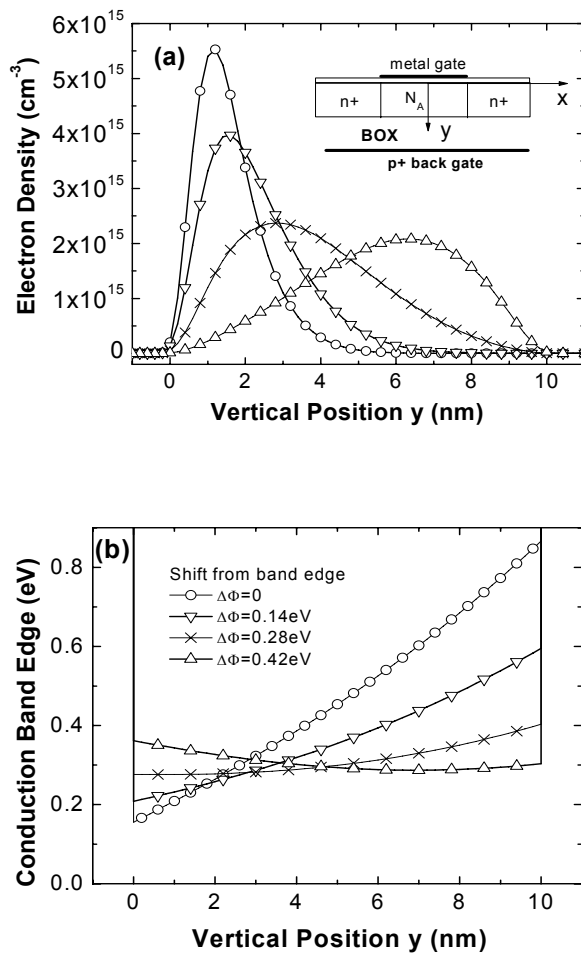 (a)
6x10¹⁵
5x10¹⁵
4x10¹⁵
3x10¹⁵
2x10¹⁵
1x10¹⁵
0
Electron Density (cm⁻³)
metal gate
n+ N_A n+
x
BOX y
p+ back gate
0 2 4 6 8 10
Vertical Position y (nm)
(b)
Shift from band edge
ΔΦ=0
ΔΦ=0.14eV
ΔΦ=0.28eV
ΔΦ=0.42eV
0.8
0.6
0.4
0.2
0.0
Conduction Band Edge (eV)
0 2 4 6 8 10
Vertical Position y (nm)